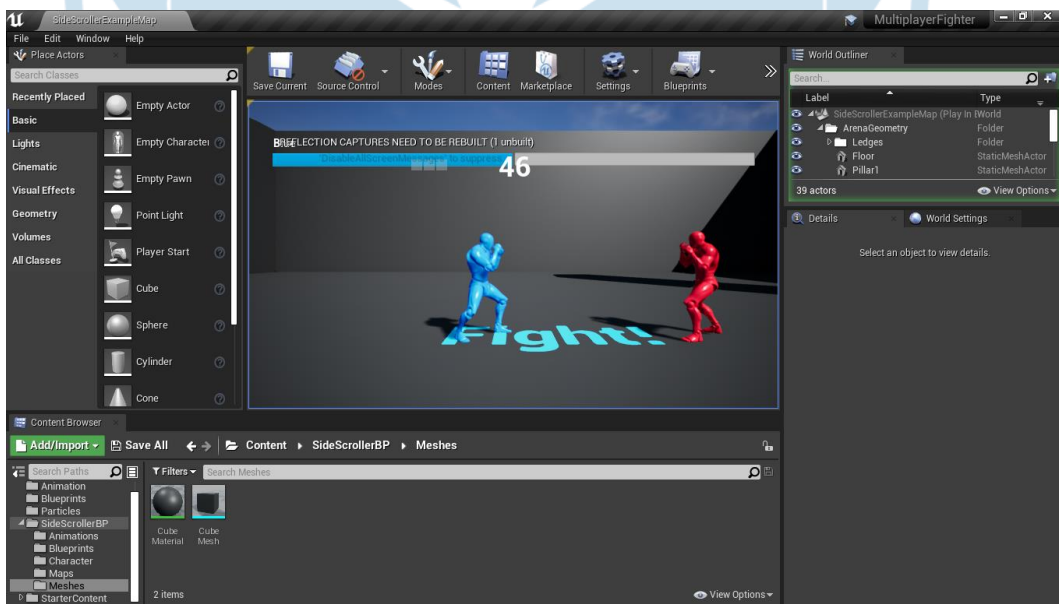 SideScrollerExampleMap
MultiplayerFighter
File Edit Window Help
Place Actors
Search Classes
Recently Placed
Basic
Lights
Cinematic
Visual Effects
Geometry
Volumes
All Classes
Empty Actor
Empty Character
Empty Pawn
Point Light
Player Start
Cube
Sphere
Cylinder
Cone
Save Current Source Control Modes Content Marketplace Settings Blueprints
REFLECTION CAPTURES NEED TO BE REBUILT (1 unbuilt)
"DisableAllScreenMessages" to suppress
46
Fight!
World Outliner
Search...
Label Type
SideScrollerExampleMap (Play In World
ArenaGeometry Folder
Ledges Folder
Floor StaticMeshActor
Pillar1 StaticMeshActor
39 actors View Options
Details World Settings
Select an object to view details.
Content Browser
Add/Import Save All Content SideScrollerBP Meshes
Search Paths
Filters Search Meshes
Animation
Blueprints
Particles
SideScrollerBP
Animations
Blueprints
Character
Maps
Meshes
StarterContent
Cube Material
Cube Mesh
2 items View Options